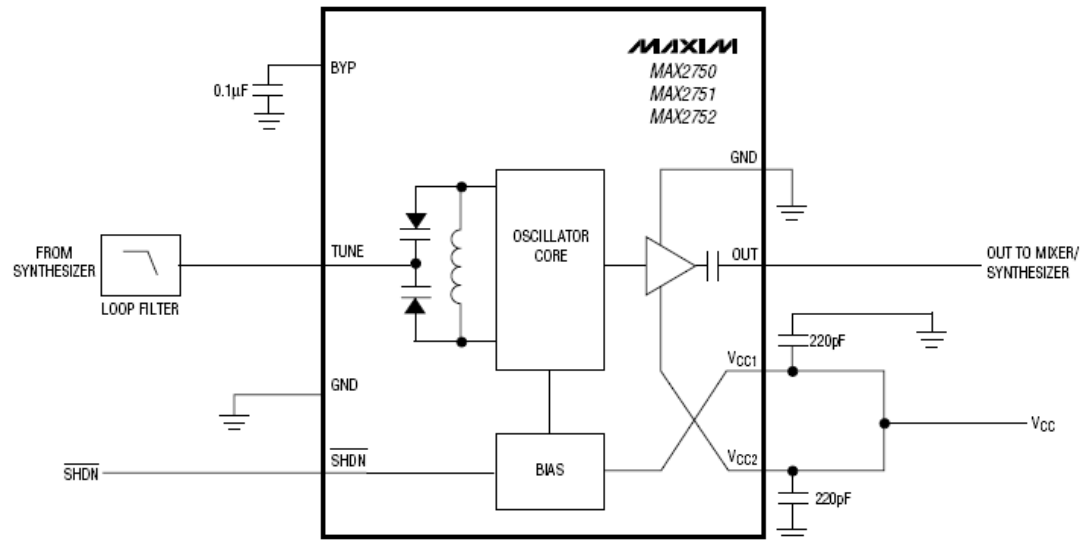 MAXIM
MAX2750
MAX2751
MAX2752
BYP
0.1µF
GND
OSCILLATOR
CORE
FROM
SYNTHESIZER
TUNE
OUT
OUT TO MIXER/
SYNTHESIZER
LOOP FILTER
220pF
VCC1
GND
VCC
SHDN
SHDN
BIAS
VCC2
220pF